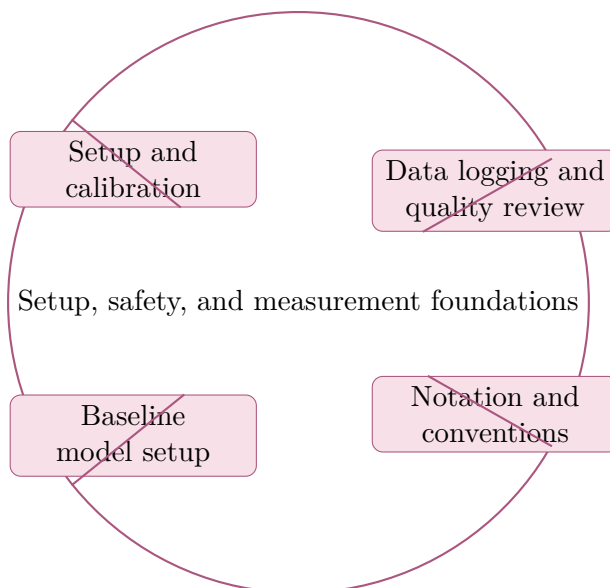 Setup and
calibration
Data logging and
quality review
Setup, safety, and measurement foundations
Baseline
model setup
Notation and
conventions